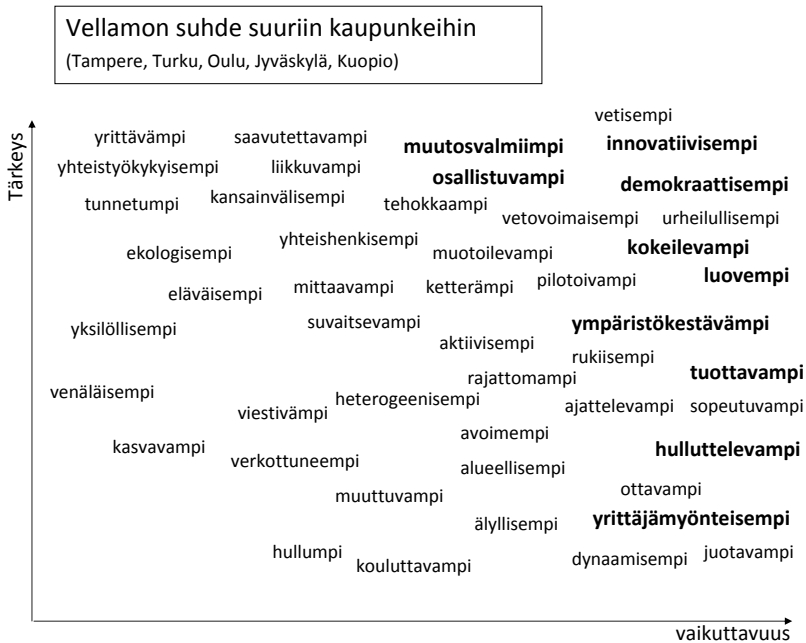 Vellamon suhde suuriin kaupunkeihin
(Tampere, Turku, Oulu, Jyväskylä, Kuopio)
Tärkeys
vetisempi
yrittävämpi saavutettavampi muutosvalmiimpi innovatiivisempi
yhteistyökykyisempi liikkuvampi osallistuvampi demokraattisempi
tunnetumpi kansainvälisempi tehokkaampi vetovoimaisempi urheilullisempi
ekologisempi yhteishenkisempi muotoilevampi kokeilevampi
eläväisempi mittaavampi ketterämpi pilotoivampi luovempi
yksilöllisempi suvaitsevampi aktiivisempi ympäristökestävämpi
rukiisempi
rajattomampi tuottavampi
venäläisempi viestivämpi heterogeenisempi ajattelevampi sopeutuvampi
kasvavampi verkottuneempi avoimempi hulluttelevampi
alueellisempi
muuttuvampi ottavampi
älyllisempi yrittäjämyönteisempi
hullumpi kouluttavampi dynaamisempi juotavampi
vaikuttavuus